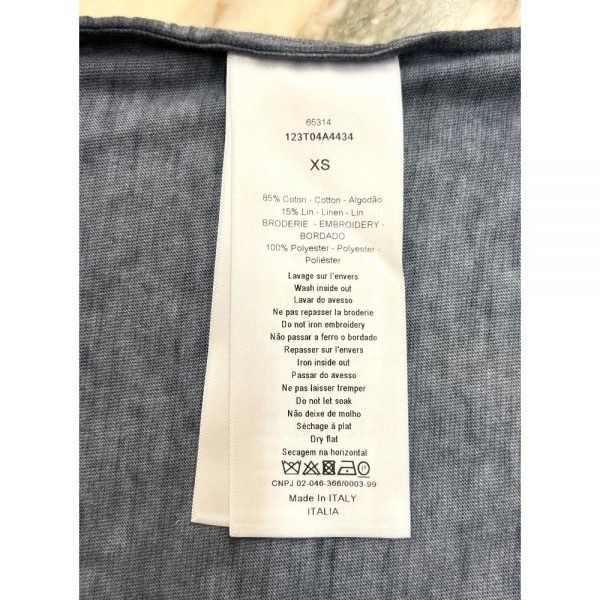 65314
123T04A4434
XS
85% Coton - Cotton - Algodão
15% Lin - Linen - Lin
BRODERIE - EMBROIDERY -
BORDADO
100% Polyester - Polyester -
Poliéster
Lavage sur l'envers
Wash inside out
Lavar do avesso
Ne pas repasser la broderie
Do not iron embroidery
Não passar a ferro o bordado
Repasser sur l'envers
Iron inside out
Passar do avesso
Ne pas laisser tremper
Do not let soak
Não deixe de molho
Séchage à plat
Dry flat
Secagem na horizontal
P
CNPJ 02-046-366/0003-99
Made In ITALY
ITALIA